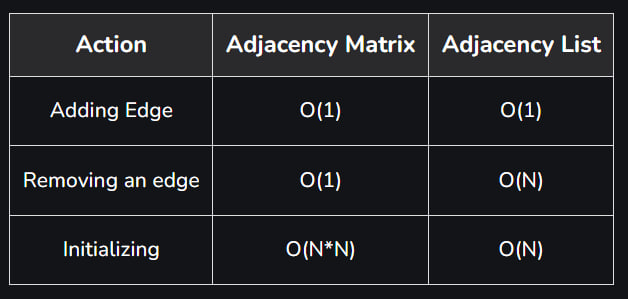 Action Adjacency Matrix Adjacency List
Adding Edge O(1) O(1)
Removing an edge O(1) O(N)
Initializing O(N*N) O(N)